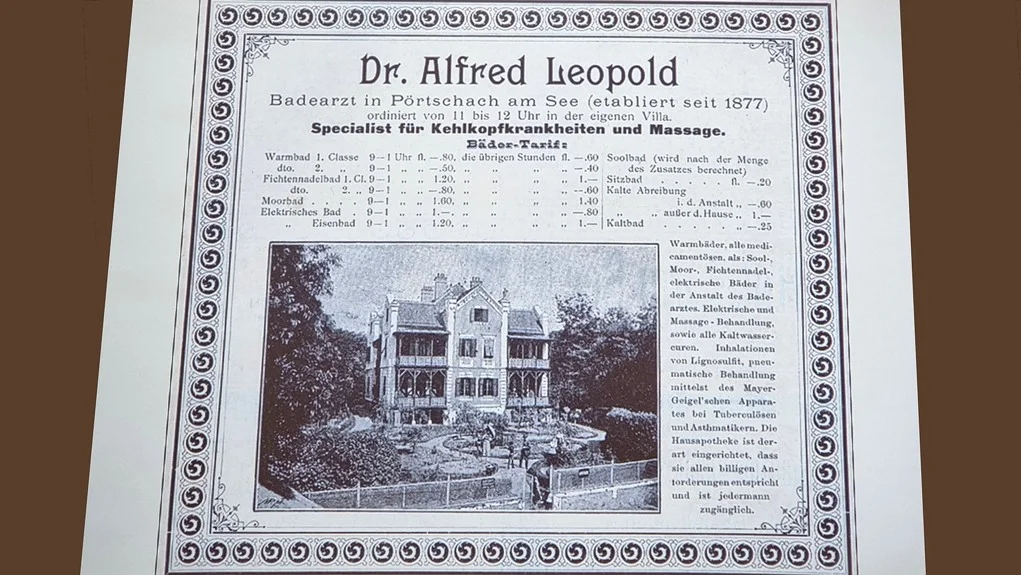 Dr. Alfred Leopold
Badearzt in Pörtschach am See (etabliert seit 1877)
ordiniert von 11 bis 12 Uhr in der eigenen Villa.
Specialist für Kehlkopfkrankheiten und Massage.
Bäder-Tarif:
Warmbad 1. Classe 9–1 Uhr fl. —.80, die übrigen Stunden fl. —.60
dto. 2. „ 9–1 „ „ —.50, „ „ „ „ —.40
Fichtennadelbad 1. Cl. 9–1 „ „ 1.20, „ „ „ „ 1.—
dto. 2. „ 9–1 „ „ —.80, „ „ „ „ —.60
Moorbad . . . . 9–1 „ „ 1.60, „ „ „ „ 1.40
Elektrisches Bad . 9–1 „ „ 1.—, „ „ „ „ —.80
„ Eisenbad 9–1 „ „ 1.20, „ „ „ „ 1.—
Soolbad (wird nach der Menge
des Zusatzes berechnet)
Sitzbad . . . . . fl. —.20
Kalte Abreibung
i. d. Anstalt „ —.60
„ „ außer d. Hause „ 1.—
Kaltbad . . . . . „ —.25
Warmbäder, alle medi-
camentösen, als: Sool-,
Moor-, Fichtennadel-,
elektrische Bäder in
der Anstalt des Bade-
arztes. Elektrische und
Massage-Behandlung,
sowie alle Kaltwasser-
curen. Inhalationen
von Lignosulfit, pneu-
matische Behandlung
mittelst des Mayer-
Geigel'schen Appara-
tes bei Tuberculösen
und Asthmatikern. Die
Hausapotheke ist der-
art eingerichtet, dass
sie allen billigen An-
forderungen entspricht
und ist jedermann
zugänglich.